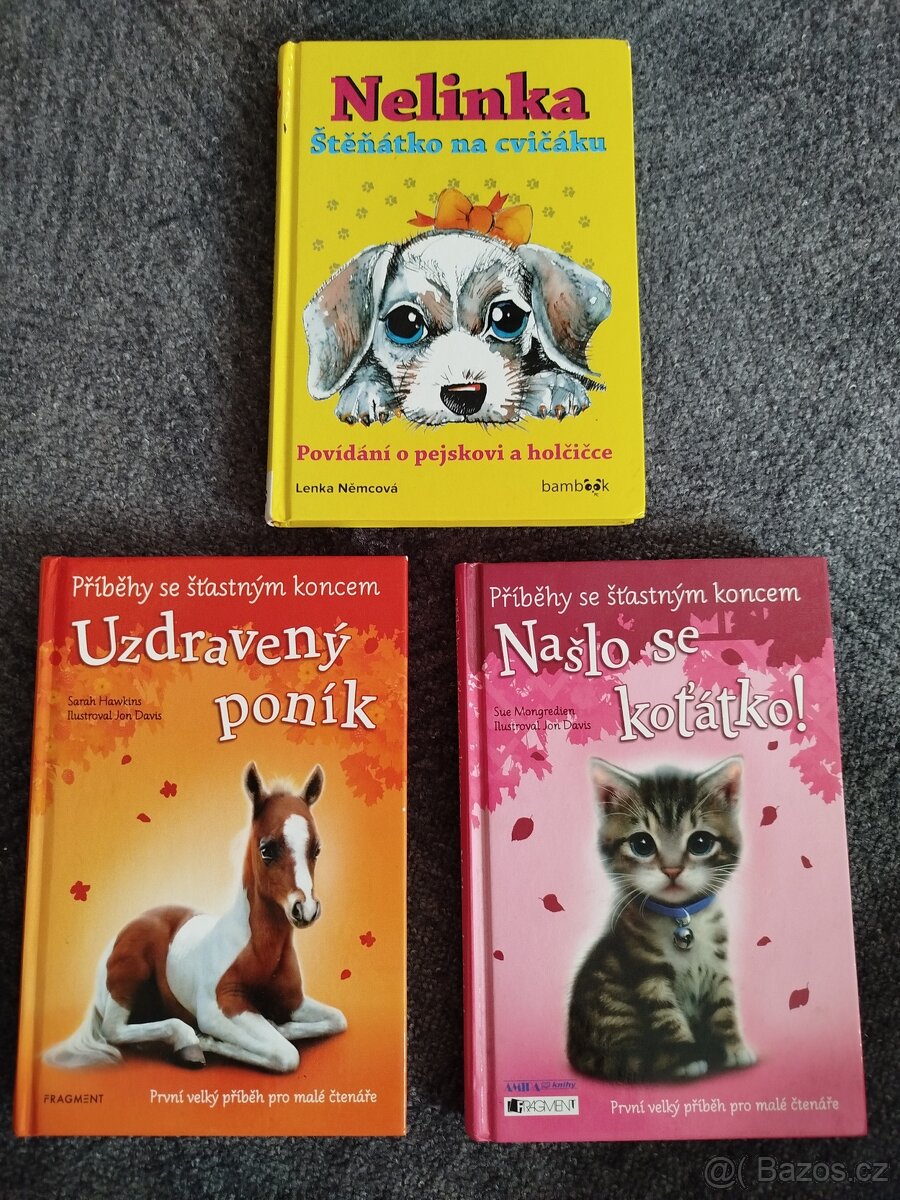 Nelinka
Štěňátko na cvičáku
Povídání o pejskovi a holčičce
Lenka Němcová
bambook
Příběhy se šťastným koncem
Uzdravený
poník
Sarah Hawkins
Ilustroval Jon Davis
FRAGMENT
První velký příběh pro malé čtenáře
Příběhy se šťastným koncem
Našlo se
koťátko!
Sue Mongredien
Ilustroval Jon Davis
knihy
FRAGMENT
První velký příběh pro malé čtenáře
@( Bazos.cz